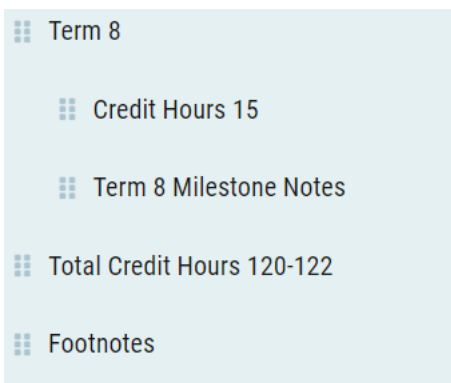 Term 8
Credit Hours 15
Term 8 Milestone Notes
Total Credit Hours 120-122
Footnotes